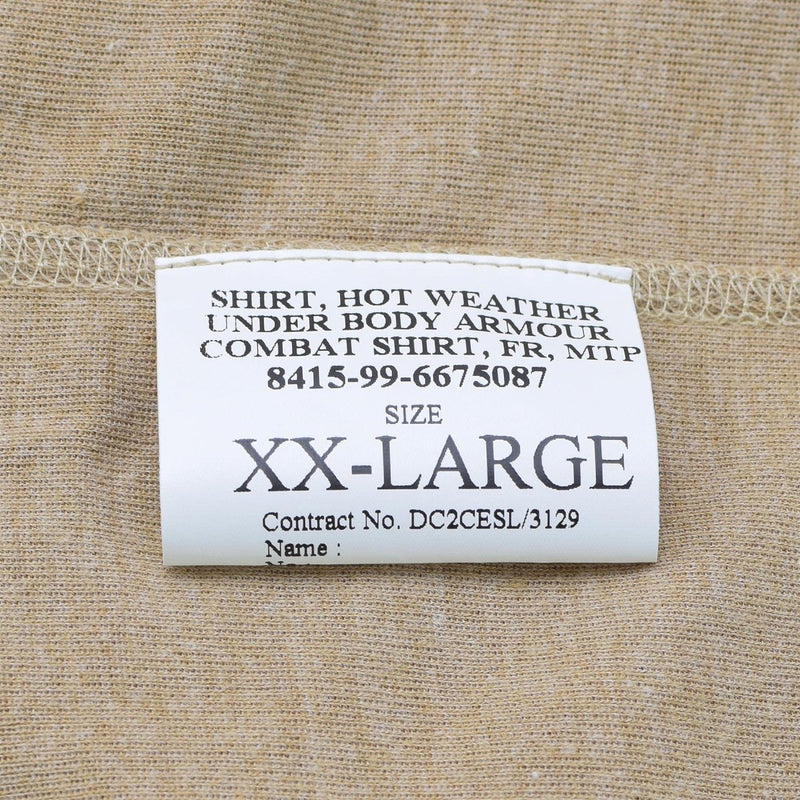 SHIRT, HOT WEATHER
UNDER BODY ARMOUR
COMBAT SHIRT, FR, MTP
8415-99-6675087
SIZE
XX-LARGE
Contract No. DC2CESL/3129
Name :